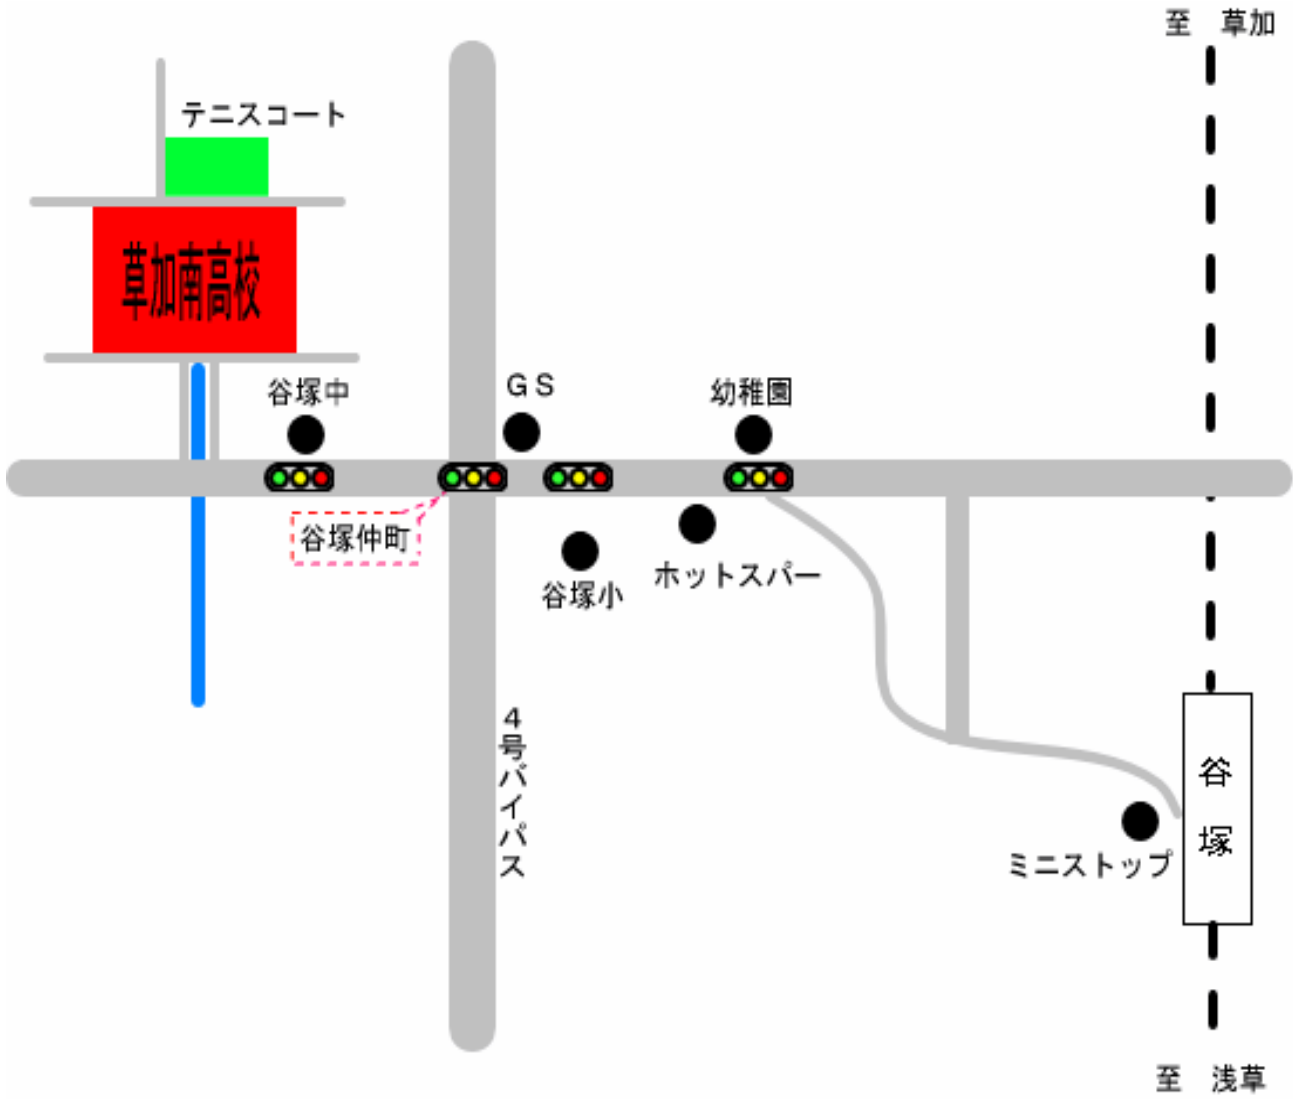 至 草加
テニスコート
草加南高校
谷塚中
GS
幼稚園
谷塚仲町
谷塚小
ホットスパー
4号バイパス
谷塚
ミニストップ
至 浅草